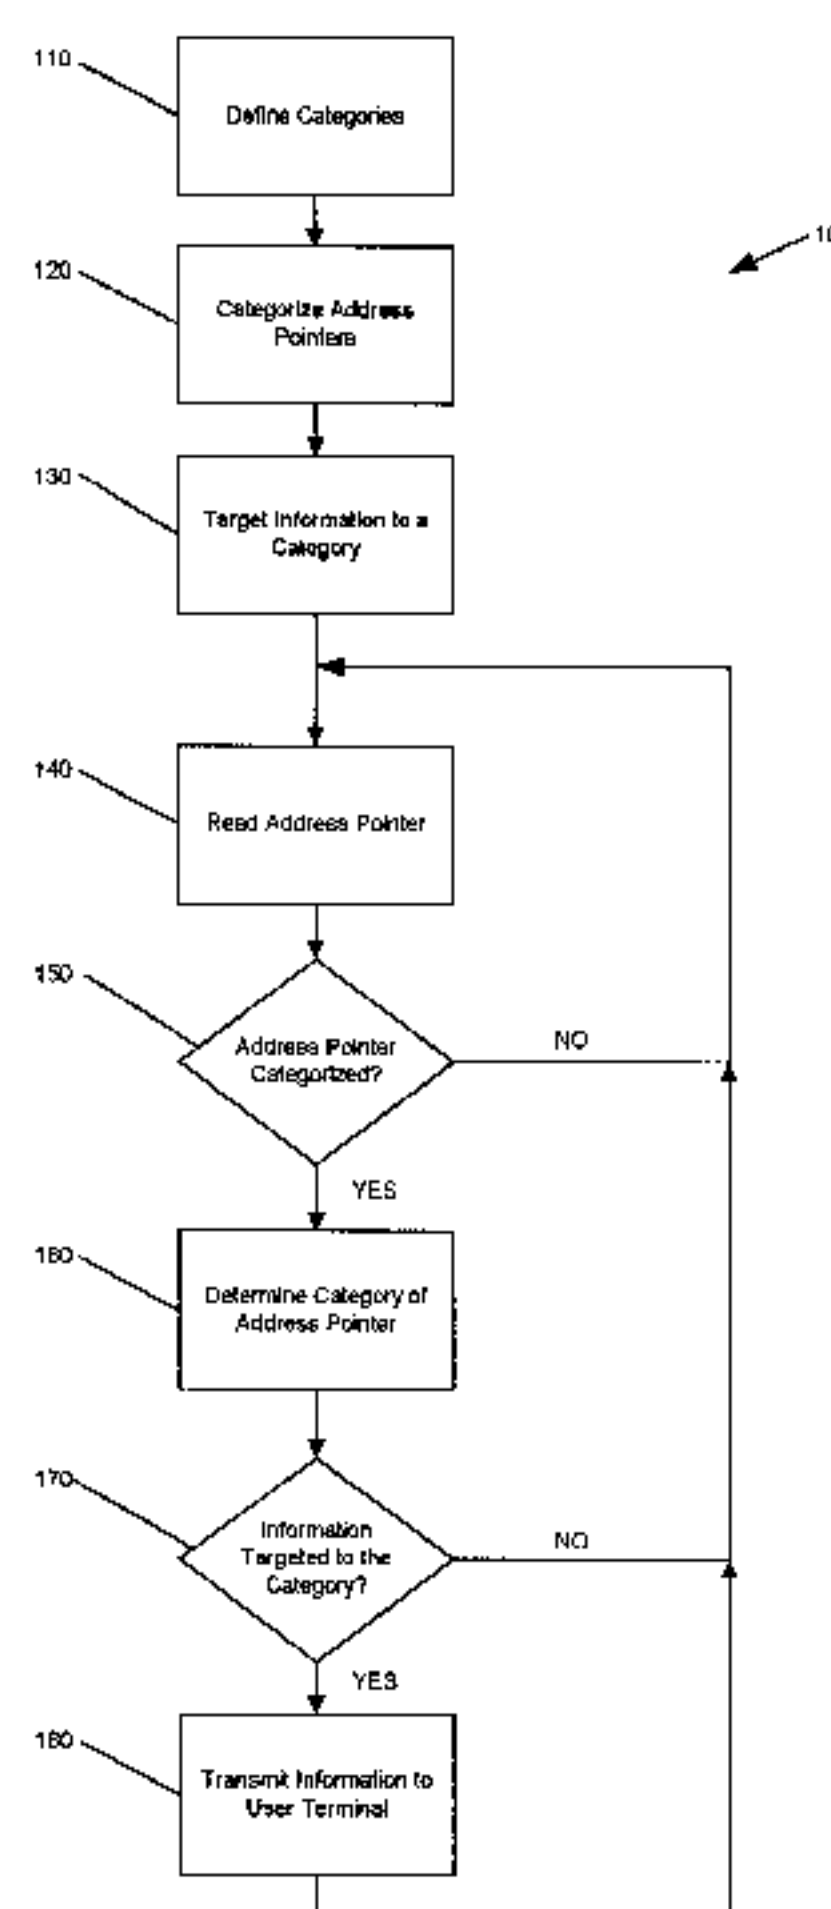 110
Define Categories
10
120
Categorize Address
Pointers
130
Target Information to a
Category
140
Read Address Pointer
150
Address Pointer
Categorized?
NO
YES
160
Determine Category of
Address Pointer
170
Information
Targeted to the
Category?
NO
YES
180
Transmit Information to
User Terminal